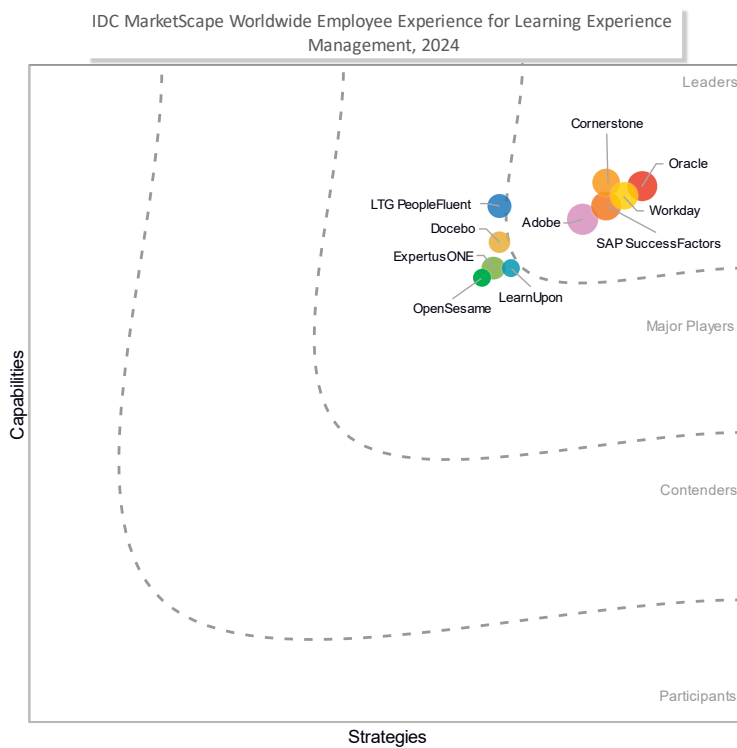 IDC MarketScape Worldwide Employee Experience for Learning Experience
Management, 2024
Leaders
Cornerstone
Oracle
LTG PeopleFluent
Workday
Adobe
Docebo
SAP SuccessFactors
ExpertusONE
LearnUpon
OpenSesame
Major Players
Capabilities
Contenders
Participants
Strategies